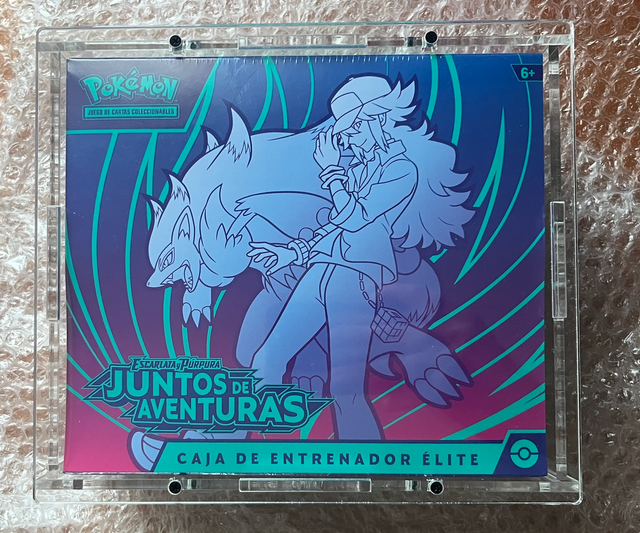 Pokémon
JUEGO DE CARTAS COLECCIONABLES
6+
ESCARLATA Y PÚRPURA
JUNTOS DE
AVENTURAS
CAJA DE ENTRENADOR ÉLITE